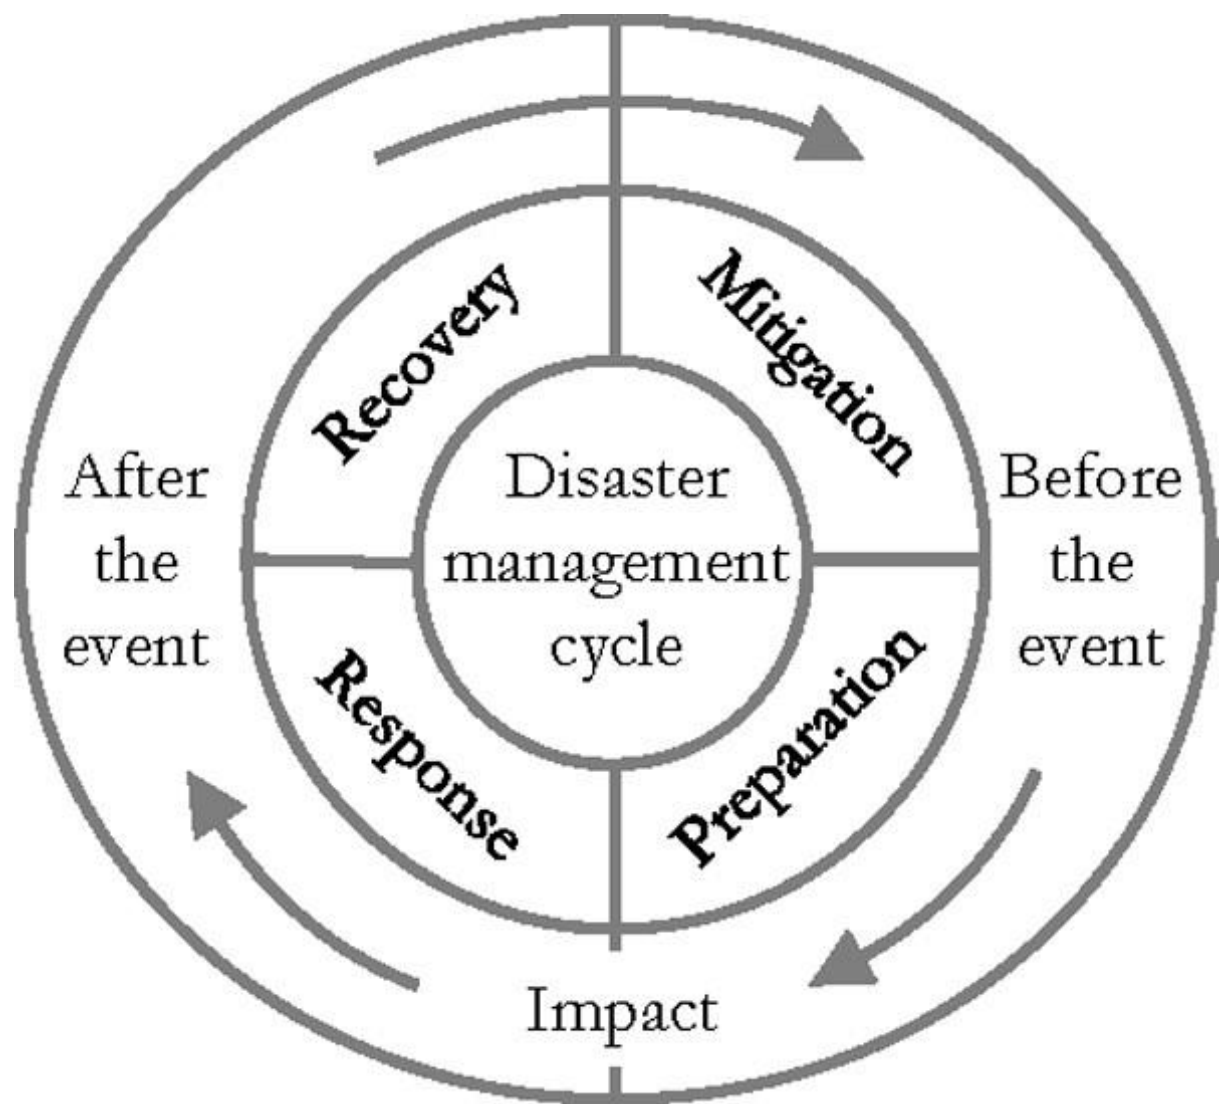 Recovery
Mitigation
After
the
event
Disaster
management
cycle
Before
the
event
Response
Preparation
Impact